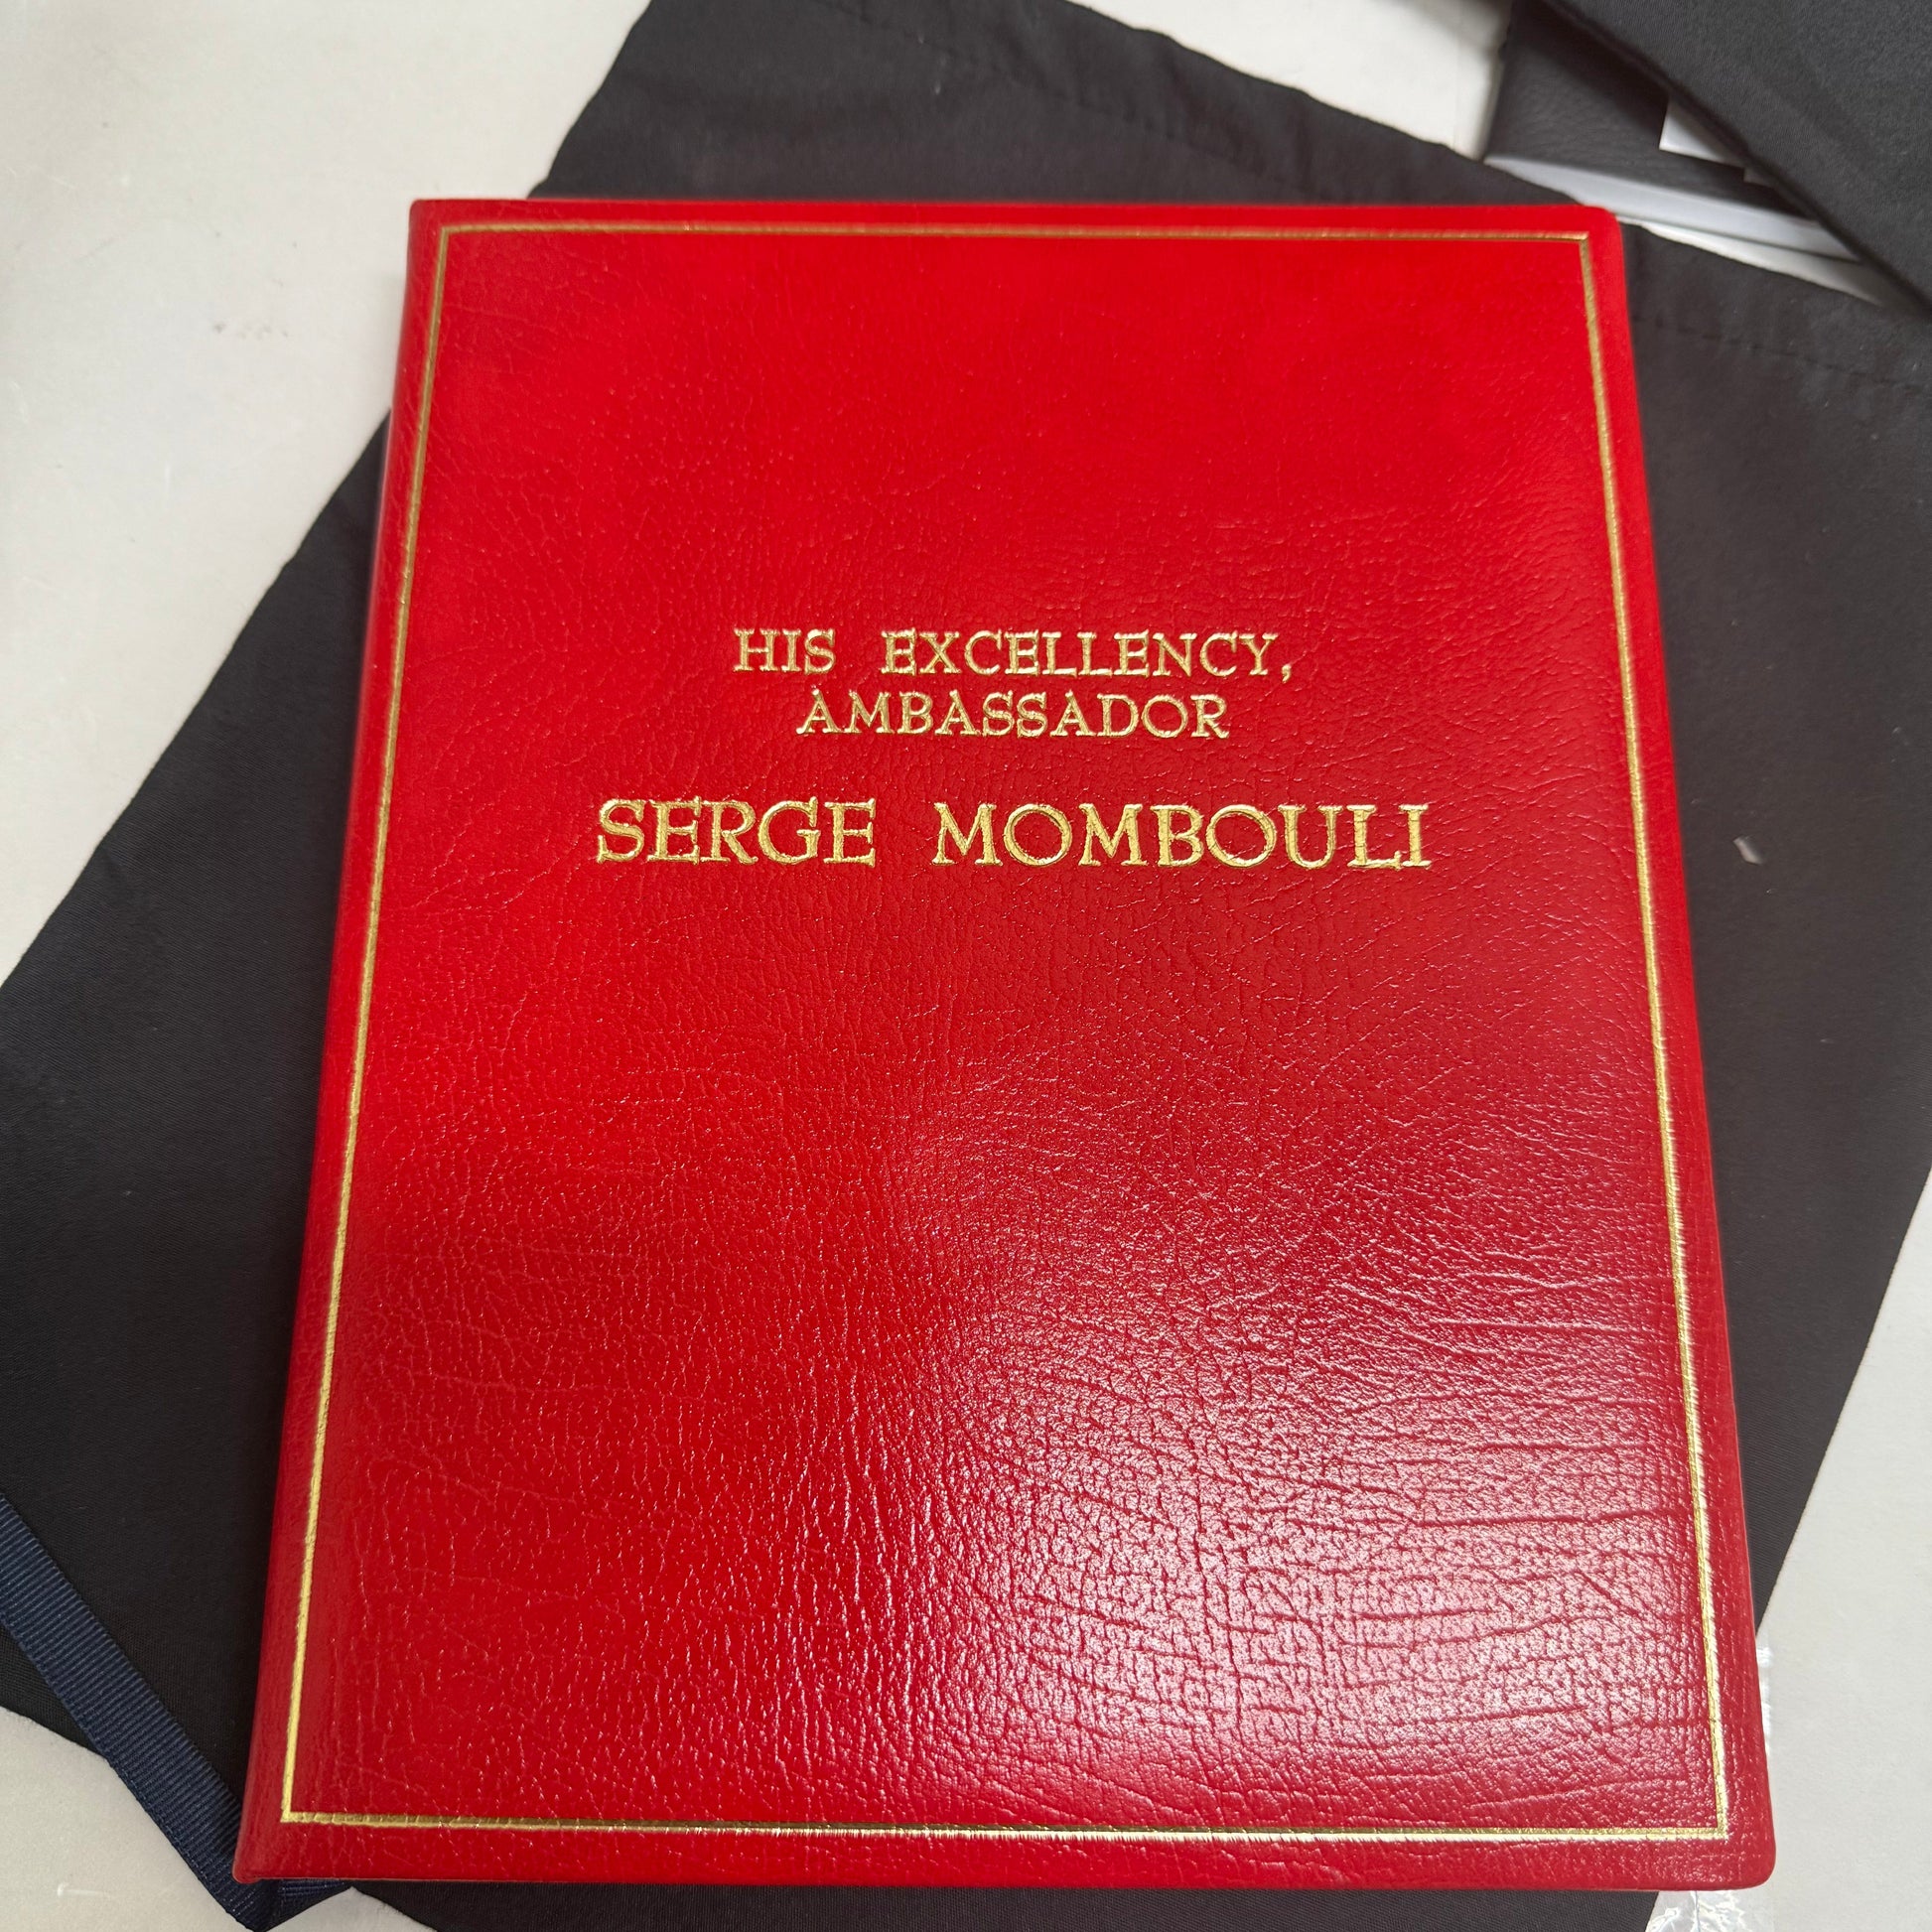 HIS EXCELLENCY,
AMBASSADOR
SERGE MOMBOULI